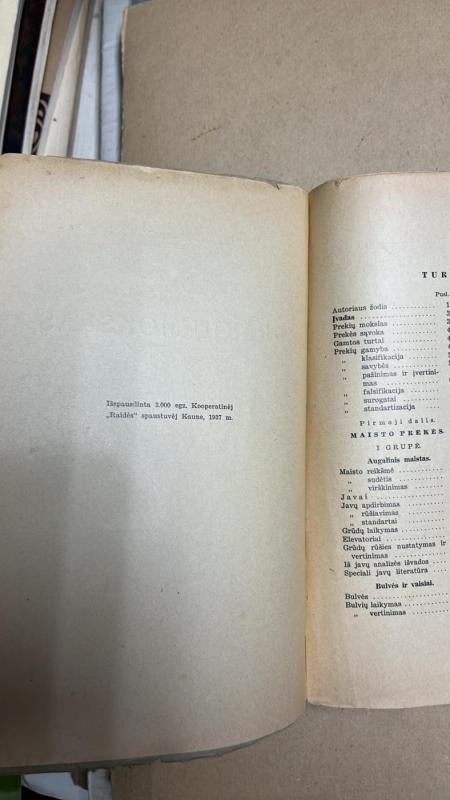 Išspausdinta 3.000 egz. Kooperatinėj
„Raidės" spaustuvėj Kaune, 1937 m.
TUR
Pusl.
Autoriaus žodis
Įvadas
Prekių mokslas
Prekės sąvoka
Gamtos turtai
Prekių gamyba
„ klasifikacija
„ savybės
„ pažinimas ir įvertini-
mas
„ falsifikacija
„ surogatai
„ standartizacija
Pirmoji dalis.
MAISTO PREKĖS.
I GRUPĖ.
Augalinis maistas.
Maisto reikšmė
„ sudėtis
„ virškinimas
Javai
Javų apdirbimas
„ rūšiavimas
„ standartai
Grūdų laikymas
Elevatoriai
Grūdų rūšies nustatymas ir
vertinimas
Iš javų analizės išvados
Speciali javų literatūra
Bulvės ir vaisiai.
Bulvės
Bulvių laikymas
„ vertinimas